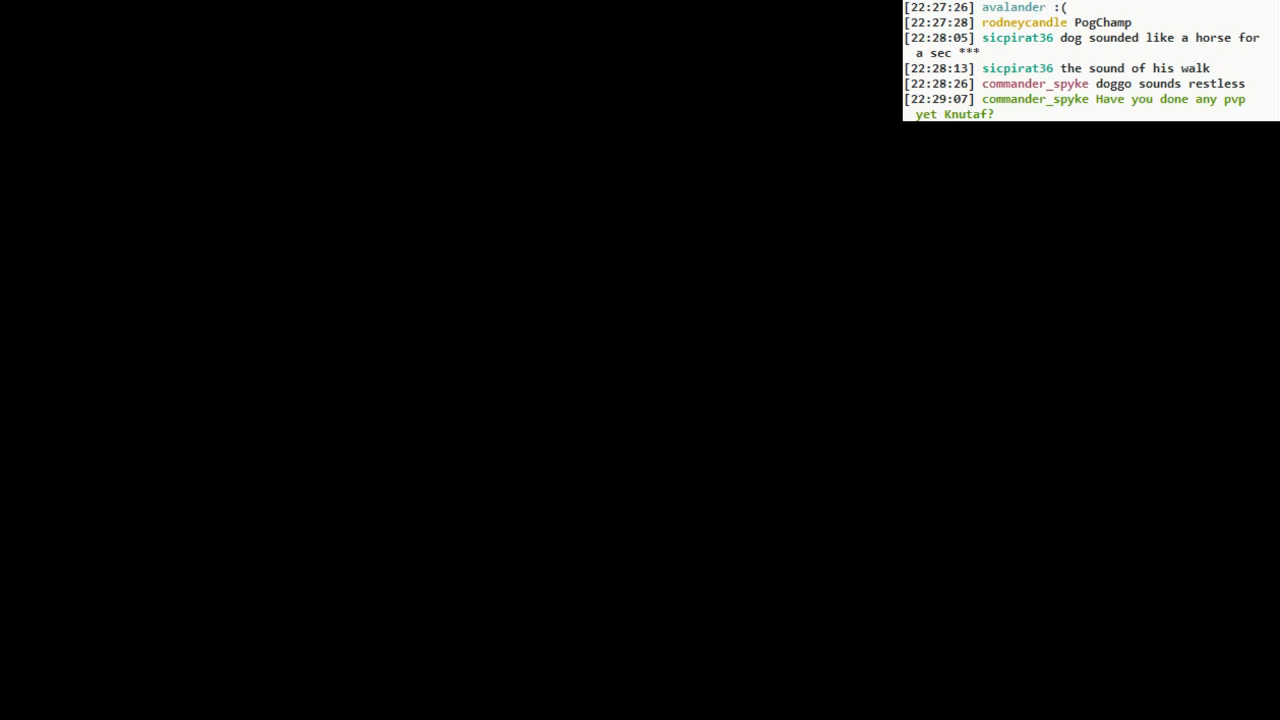 [22:27:26] avalander :(
[22:27:28] rodneycandle PogChamp
[22:28:05] sicpirat36 dog sounded like a horse for
a sec ***
[22:28:13] sicpirat36 the sound of his walk
[22:28:26] commander_spyke doggo sounds restless
[22:29:07] commander_spyke Have you done any pvp
yet Knutaf?